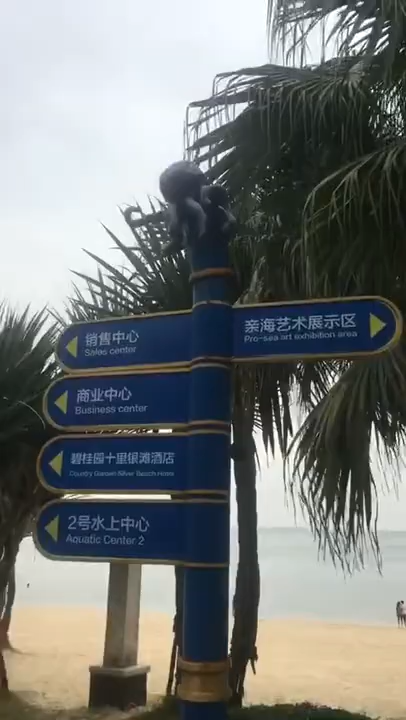 亲海艺术展示区
Pro-sea art exhibition area
销售中心
Sales center
商业中心
Business center
碧桂园十里银滩酒店
Country Garden Silver Beach Hotel
2号水上中心
Aquatic Center 2